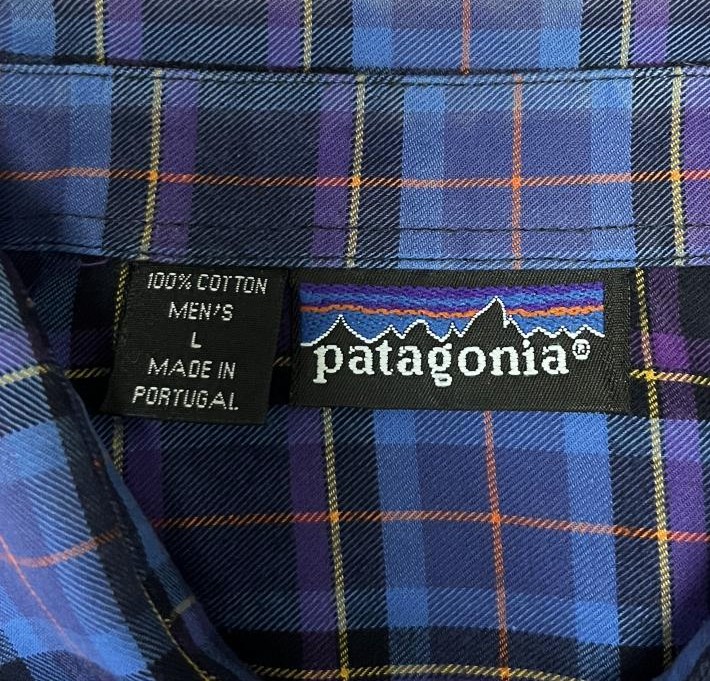 100% COTTON
MEN'S
L
MADE IN
PORTUGAL
patagonia®